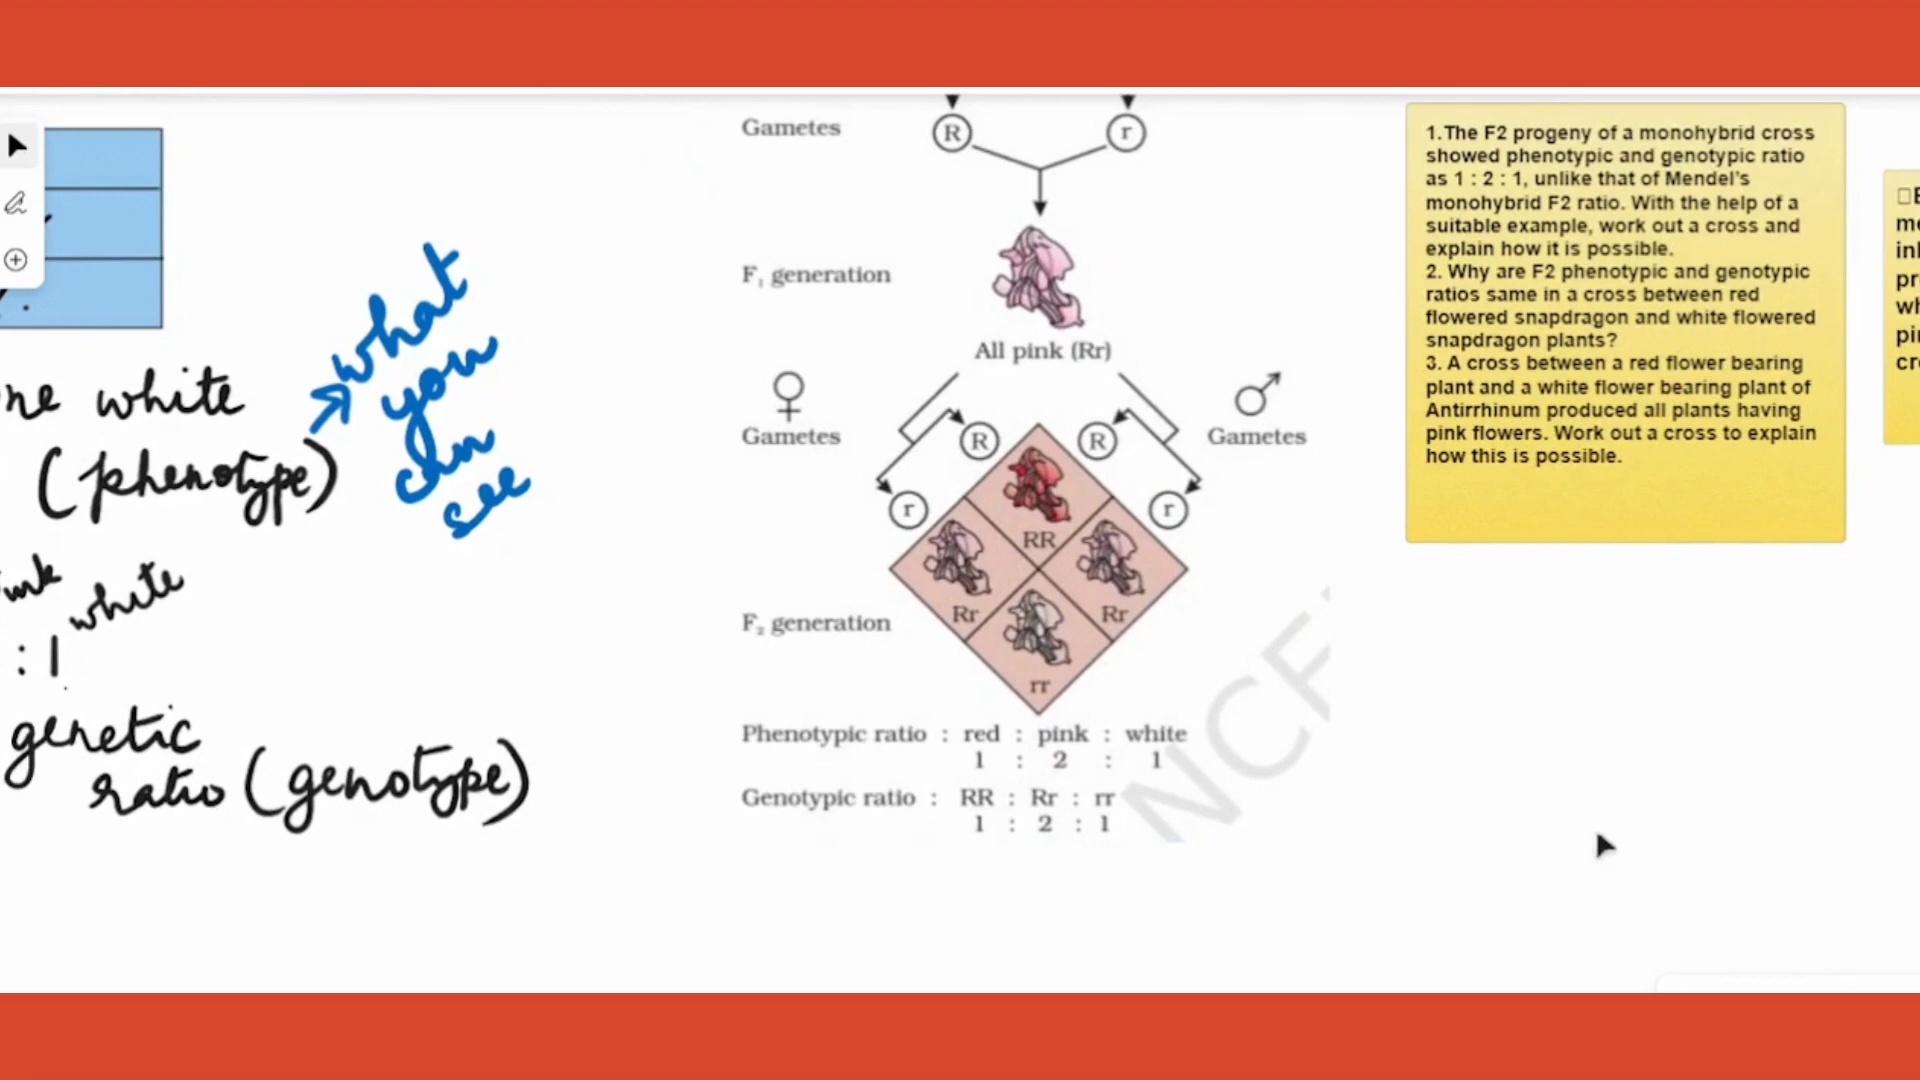 ne white
(phenotype)
what
you
can
see
white
: 1
genetic
ratio (genotype)
Gametes
R
r
F₁ generation
All pink (Rr)
Gametes
R
R
Gametes
r
r
RR
Rr
Rr
F₂ generation
rr
Phenotypic ratio : red : pink : white
1 : 2 : 1
Genotypic ratio : RR : Rr : rr
1 : 2 : 1
1.The F2 progeny of a monohybrid cross
showed phenotypic and genotypic ratio
as 1 : 2 : 1, unlike that of Mendel's
monohybrid F2 ratio. With the help of a
suitable example, work out a cross and
explain how it is possible.
2. Why are F2 phenotypic and genotypic
ratios same in a cross between red
flowered snapdragon and white flowered
snapdragon plants?
3. A cross between a red flower bearing
plant and a white flower bearing plant of
Antirrhinum produced all plants having
pink flowers. Work out a cross to explain
how this is possible.